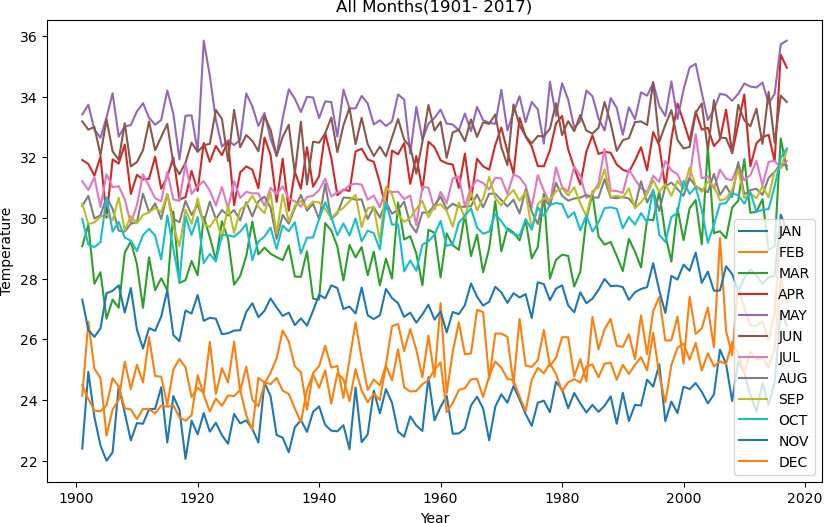 All Months(1901- 2017)
36
34
32
30
28
26
24
22
Temperature
1900
1920
1940
1960
1980
2000
2020
Year
JAN
FEB
MAR
APR
MAY
JUN
JUL
AUG
SEP
OCT
NOV
DEC